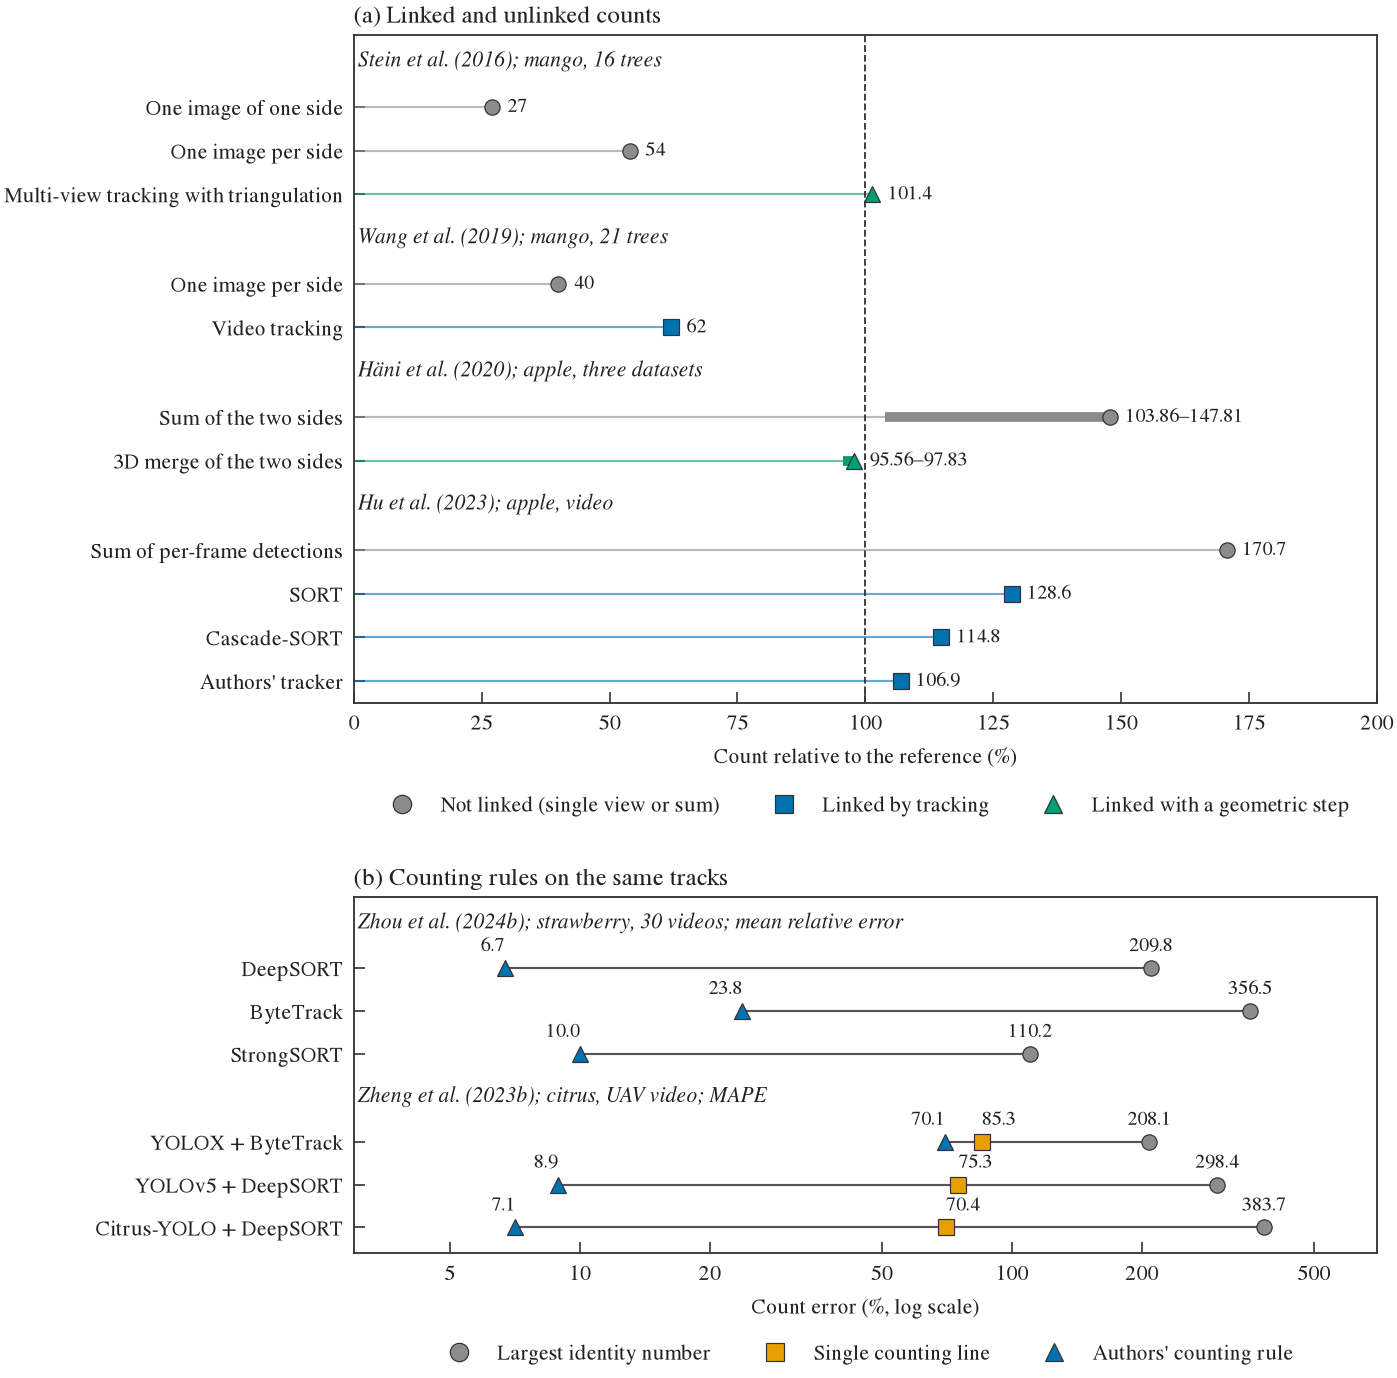 (a) Linked and unlinked counts
Stein et al. (2016); mango, 16 trees
One image of one side 27
One image per side 54
Multi-view tracking with triangulation 101.4
Wang et al. (2019); mango, 21 trees
One image per side 40
Video tracking 62
Häni et al. (2020); apple, three datasets
Sum of the two sides 103.86–147.81
3D merge of the two sides 95.56–97.83
Hu et al. (2023); apple, video
Sum of per-frame detections 170.7
SORT 128.6
Cascade-SORT 114.8
Authors' tracker 106.9
0 25 50 75 100 125 150 175 200
Count relative to the reference (%)
Not linked (single view or sum) Linked by tracking Linked with a geometric step
(b) Counting rules on the same tracks
Zhou et al. (2024b); strawberry, 30 videos; mean relative error
6.7 209.8
DeepSORT
23.8 356.5
ByteTrack
10.0 110.2
StrongSORT
Zheng et al. (2023b); citrus, UAV video; MAPE
70.1 85.3 208.1
YOLOX + ByteTrack
8.9 75.3 298.4
YOLOv5 + DeepSORT
7.1 70.4 383.7
Citrus-YOLO + DeepSORT
5 10 20 50 100 200 500
Count error (%, log scale)
Largest identity number Single counting line Authors' counting rule